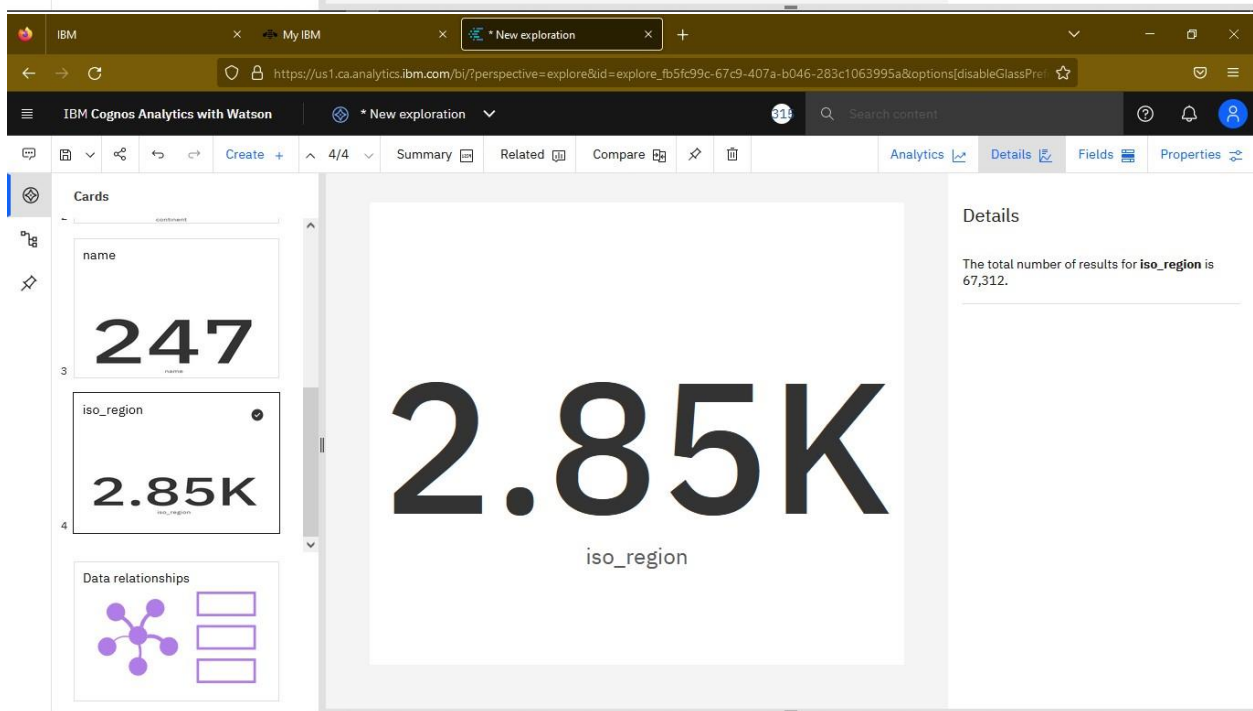 IBM
My IBM
* New exploration
https://us1.ca.analytics.ibm.com/bi/?perspective=explore&id=explore_fb5fc99c-67c9-407a-b046-283c1063995a&options[disableGlassPref
IBM Cognos Analytics with Watson
* New exploration
Search content
Create +
4/4
Summary
Related
Compare
Analytics
Details
Fields
Properties
Cards
continent
name
247
name
3
iso_region
2.85K
iso_region
4
Data relationships
2.85K
iso_region
Details
The total number of results for iso_region is
67,312.